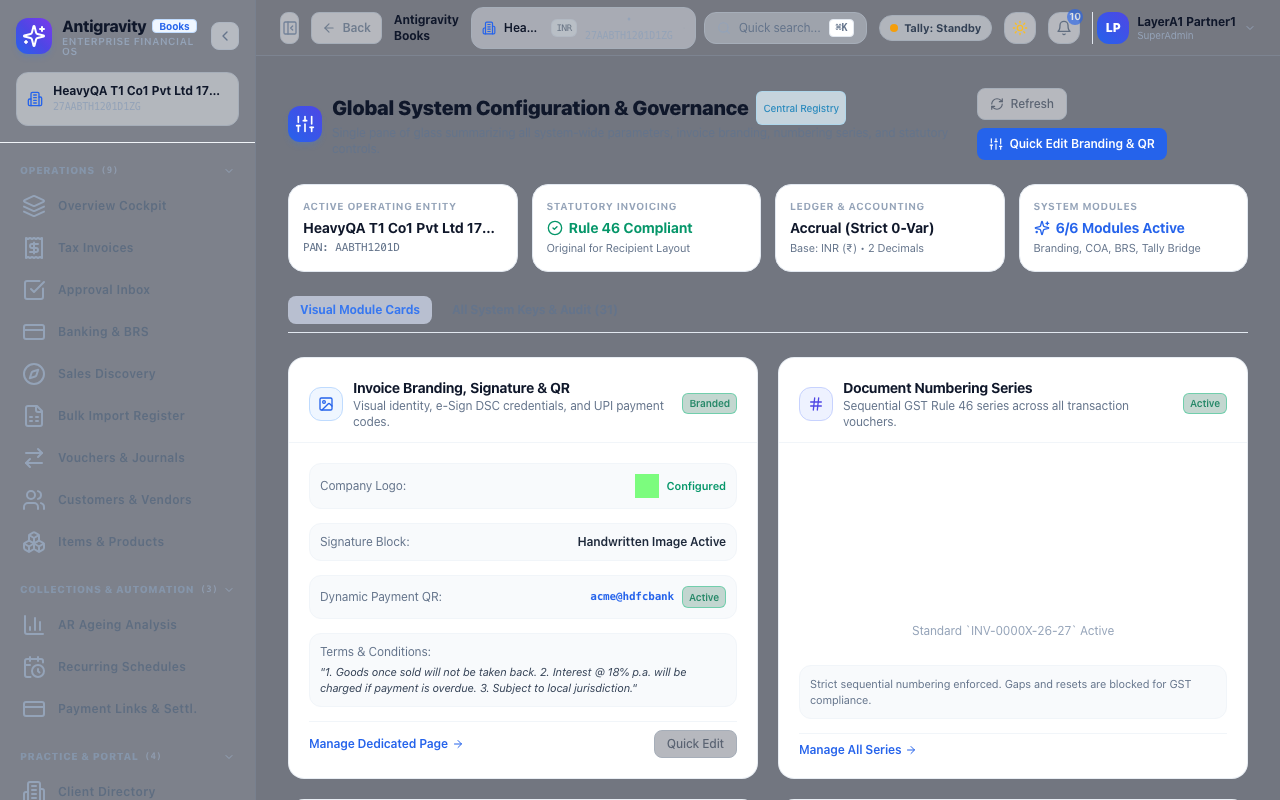 Antigravity Books
ENTERPRISE FINANCIAL OS
HeavyQA T1 Co1 Pvt Ltd 17...
27AABTH1201D1ZG
OPERATIONS (9)
Overview Cockpit
Tax Invoices
Approval Inbox
Banking & BRS
Sales Discovery
Bulk Import Register
Vouchers & Journals
Customers & Vendors
Items & Products
COLLECTIONS & AUTOMATION (3)
AR Ageing Analysis
Recurring Schedules
Payment Links & Settl.
PRACTICE & PORTAL (4)
Client Directory
Back
Antigravity Books
Hea...
INR
27AABTH1201D1ZG
Quick search...
⌘K
Tally: Standby
10
LP
LayerA1 Partner1
SuperAdmin
Global System Configuration & Governance
Central Registry
Refresh
Quick Edit Branding & QR
ACTIVE OPERATING ENTITY
HeavyQA T1 Co1 Pvt Ltd 17...
PAN: AABTH1201D
STATUTORY INVOICING
Rule 46 Compliant
Original for Recipient Layout
LEDGER & ACCOUNTING
Accrual (Strict 0-Var)
Base: INR (₹) • 2 Decimals
SYSTEM MODULES
6/6 Modules Active
Branding, COA, BRS, Tally Bridge
Visual Module Cards
Invoice Branding, Signature & QR
Visual identity, e-Sign DSC credentials, and UPI payment
codes.
Branded
Company Logo:
Configured
Signature Block:
Handwritten Image Active
Dynamic Payment QR:
acme@hdfcbank
Active
Terms & Conditions:
"1. Goods once sold will not be taken back. 2. Interest @ 18% p.a. will be
charged if payment is overdue. 3. Subject to local jurisdiction."
Manage Dedicated Page →
Quick Edit
Document Numbering Series
Sequential GST Rule 46 series across all transaction
vouchers.
Active
Standard `INV-0000X-26-27` Active
Strict sequential numbering enforced. Gaps and resets are blocked for GST
compliance.
Manage All Series →